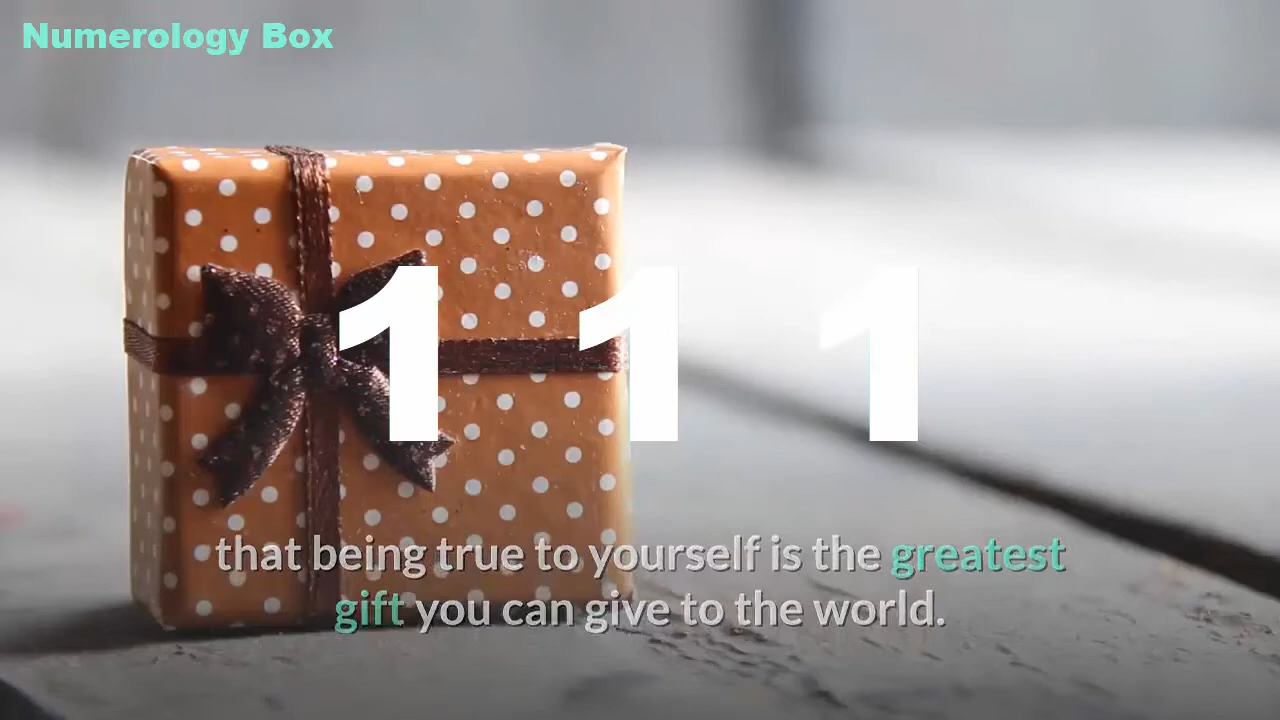 Numerology Box
1 1 1
that being true to yourself is the greatest
gift you can give to the world.